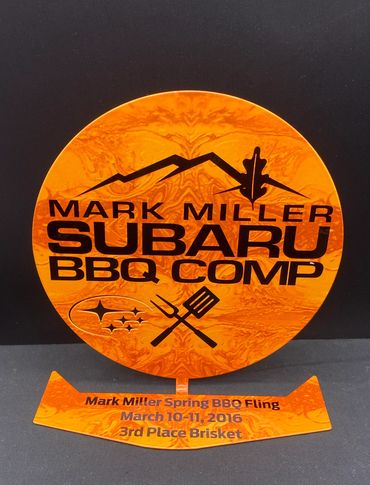 MARK MILLER
SUBARU
BBQ COMP
Mark Miller Spring BBQ Fling
March 10-11, 2016
3rd Place Brisket